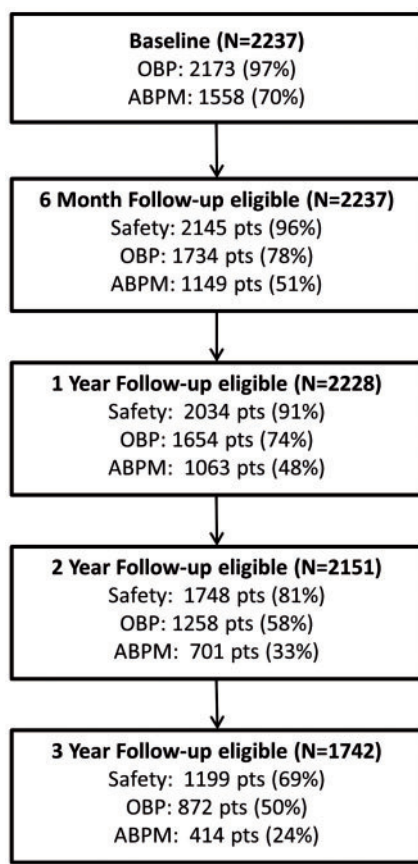 Baseline (N=2237)
OBP: 2173 (97%)
ABPM: 1558 (70%)
6 Month Follow-up eligible (N=2237)
Safety: 2145 pts (96%)
OBP: 1734 pts (78%)
ABPM: 1149 pts (51%)
1 Year Follow-up eligible (N=2228)
Safety: 2034 pts (91%)
OBP: 1654 pts (74%)
ABPM: 1063 pts (48%)
2 Year Follow-up eligible (N=2151)
Safety: 1748 pts (81%)
OBP: 1258 pts (58%)
ABPM: 701 pts (33%)
3 Year Follow-up eligible (N=1742)
Safety: 1199 pts (69%)
OBP: 872 pts (50%)
ABPM: 414 pts (24%)